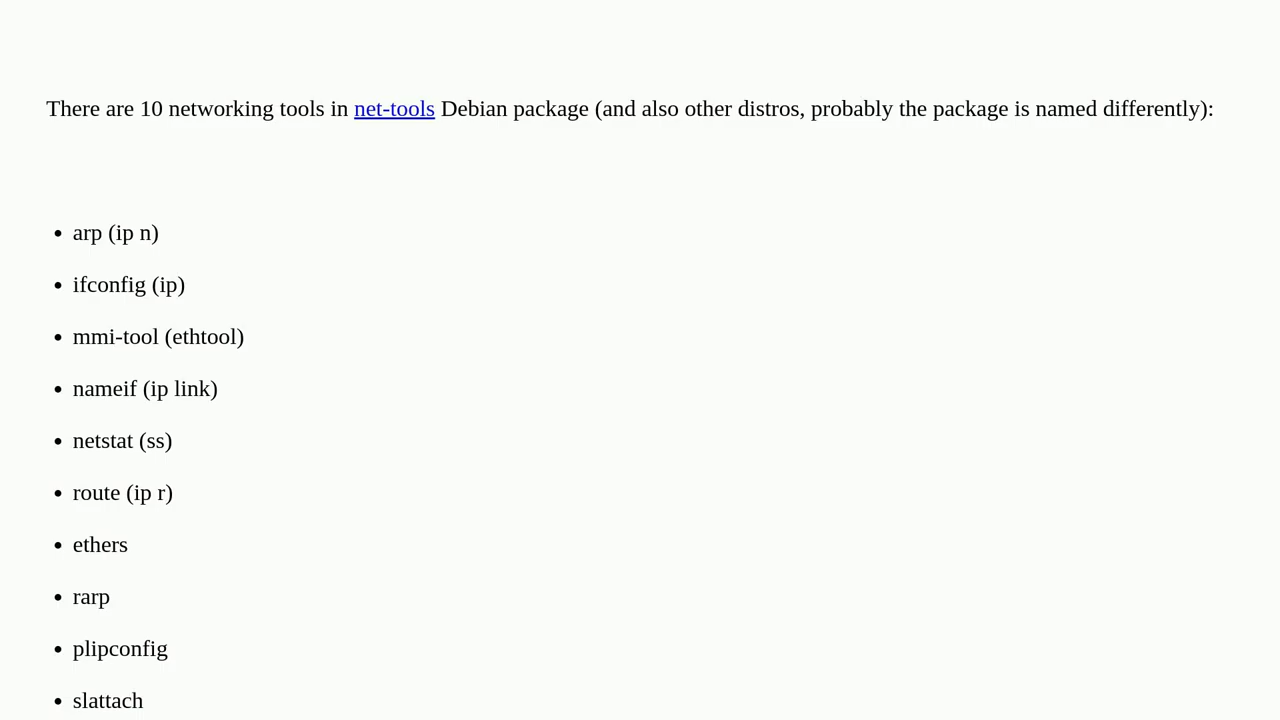 There are 10 networking tools in net-tools Debian package (and also other distros, probably the package is named differently):
• arp (ip n)
• ifconfig (ip)
• mmi-tool (ethtool)
• nameif (ip link)
• netstat (ss)
• route (ip r)
• ethers
• rarp
• plipconfig
• slattach